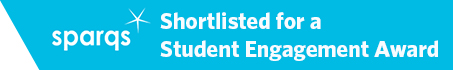 sparqs
Shortlisted for a
Student Engagement Award